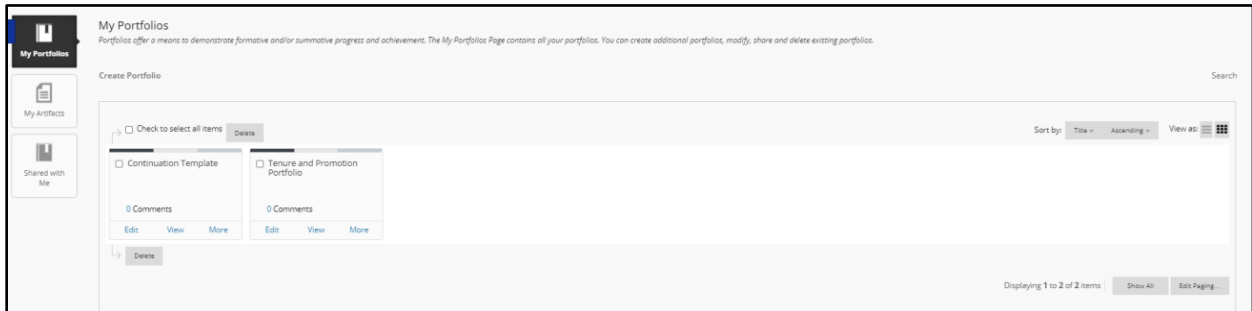 My Portfolios
My Artifacts
Shared with
Me
My Portfolios
Portfolios offer a means to demonstrate formative and/or summative progress and achievement. The My Portfolios Page contains all your portfolios. You can create additional portfolios, modify, share and delete existing portfolios.
Create Portfolio
Search
Check to select all items Delete
Sort by: Title Ascending View as:
Continuation Template
0 Comments
Edit View More
Tenure and Promotion
Portfolio
0 Comments
Edit View More
Delete
Displaying 1 to 2 of 2 items Show All Edit Paging...